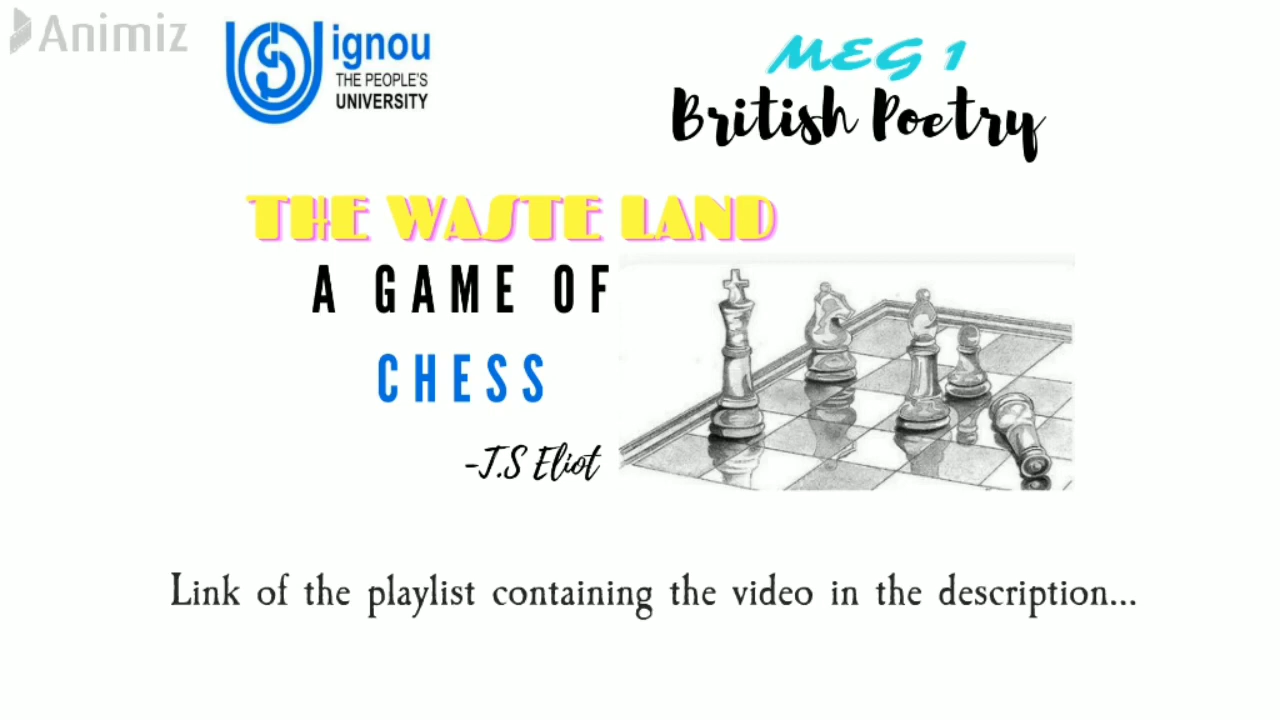 Animiz
ignou
THE PEOPLE'S
UNIVERSITY
MEG 1
British Poetry
THE WASTE LAND
A GAME OF
CHESS
-T.S Eliot
Link of the playlist containing the video in the description...